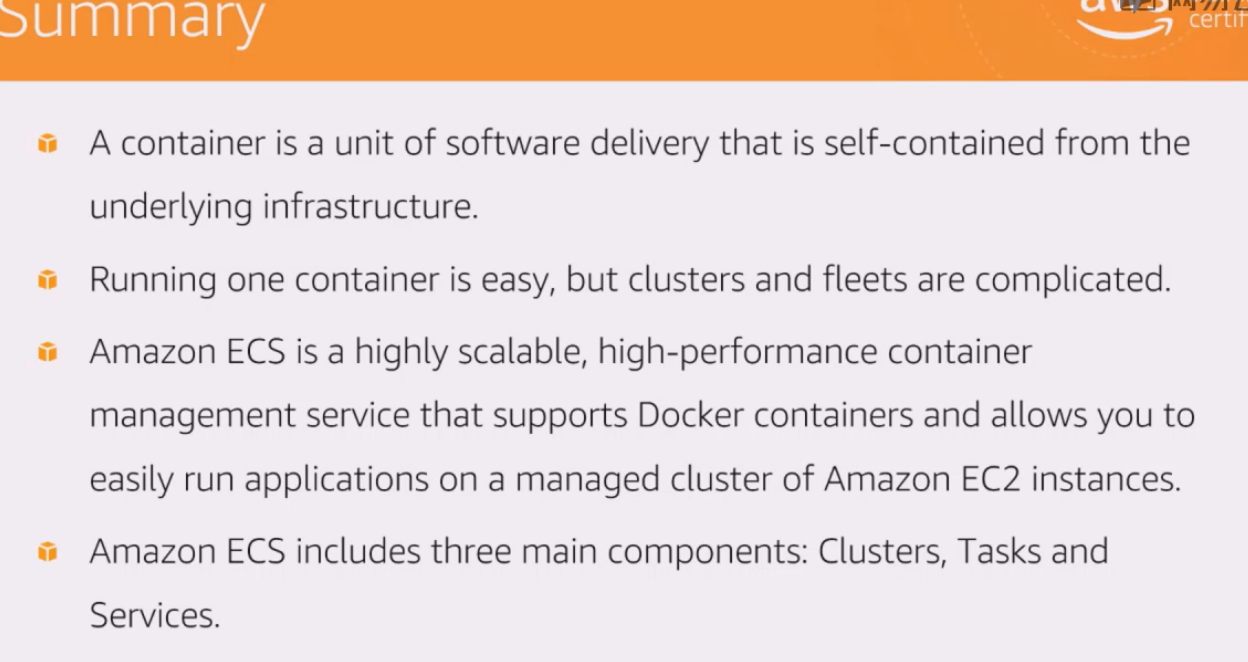 Summary
aws
certif
A container is a unit of software delivery that is self-contained from the
underlying infrastructure.
Running one container is easy, but clusters and fleets are complicated.
Amazon ECS is a highly scalable, high-performance container
management service that supports Docker containers and allows you to
easily run applications on a managed cluster of Amazon EC2 instances.
Amazon ECS includes three main components: Clusters, Tasks and
Services.